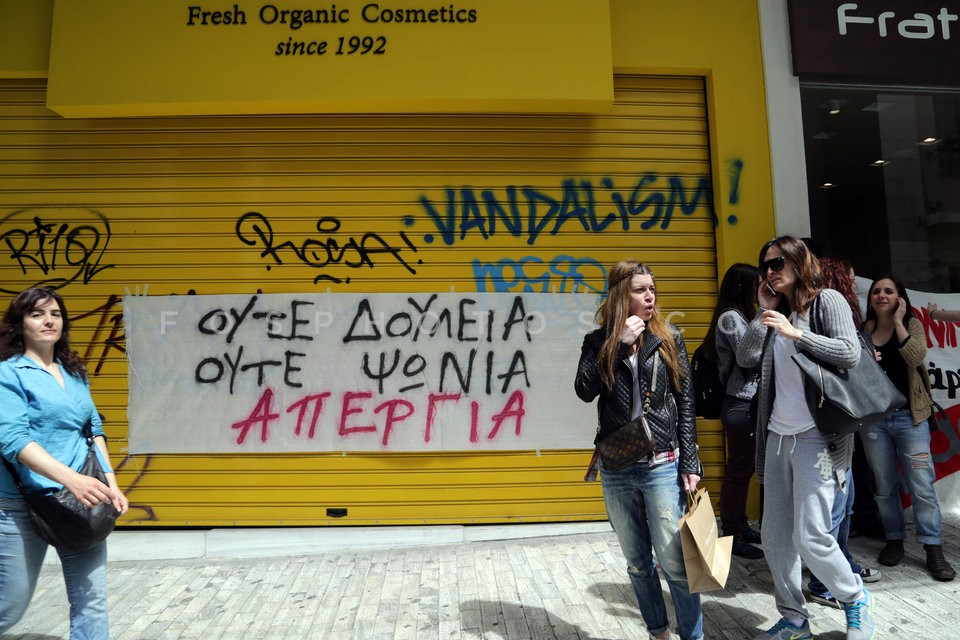 Fresh Organic Cosmetics
since 1992
Frat
VANDALiSM!
ΟΥΤΕ ΔΟΥΛΕΙΑ
ΟΥΤΕ ΨΩΝΙΑ
ΑΠΕΡΓΙΑ